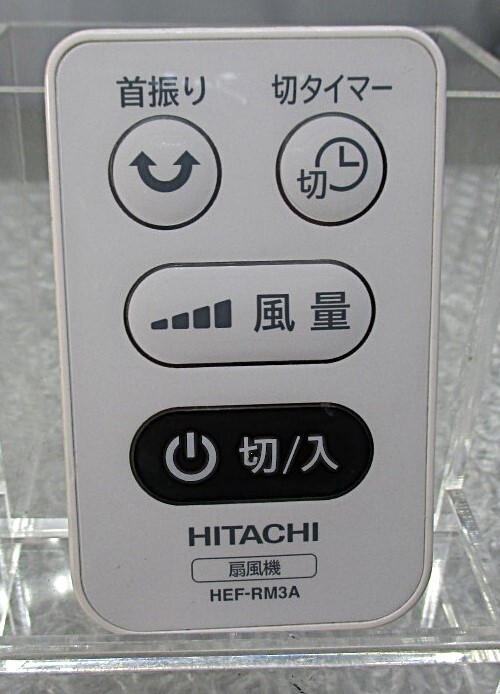 首振り 切タイマー
切
風量
切/入
HITACHI
扇風機
HEF-RM3A